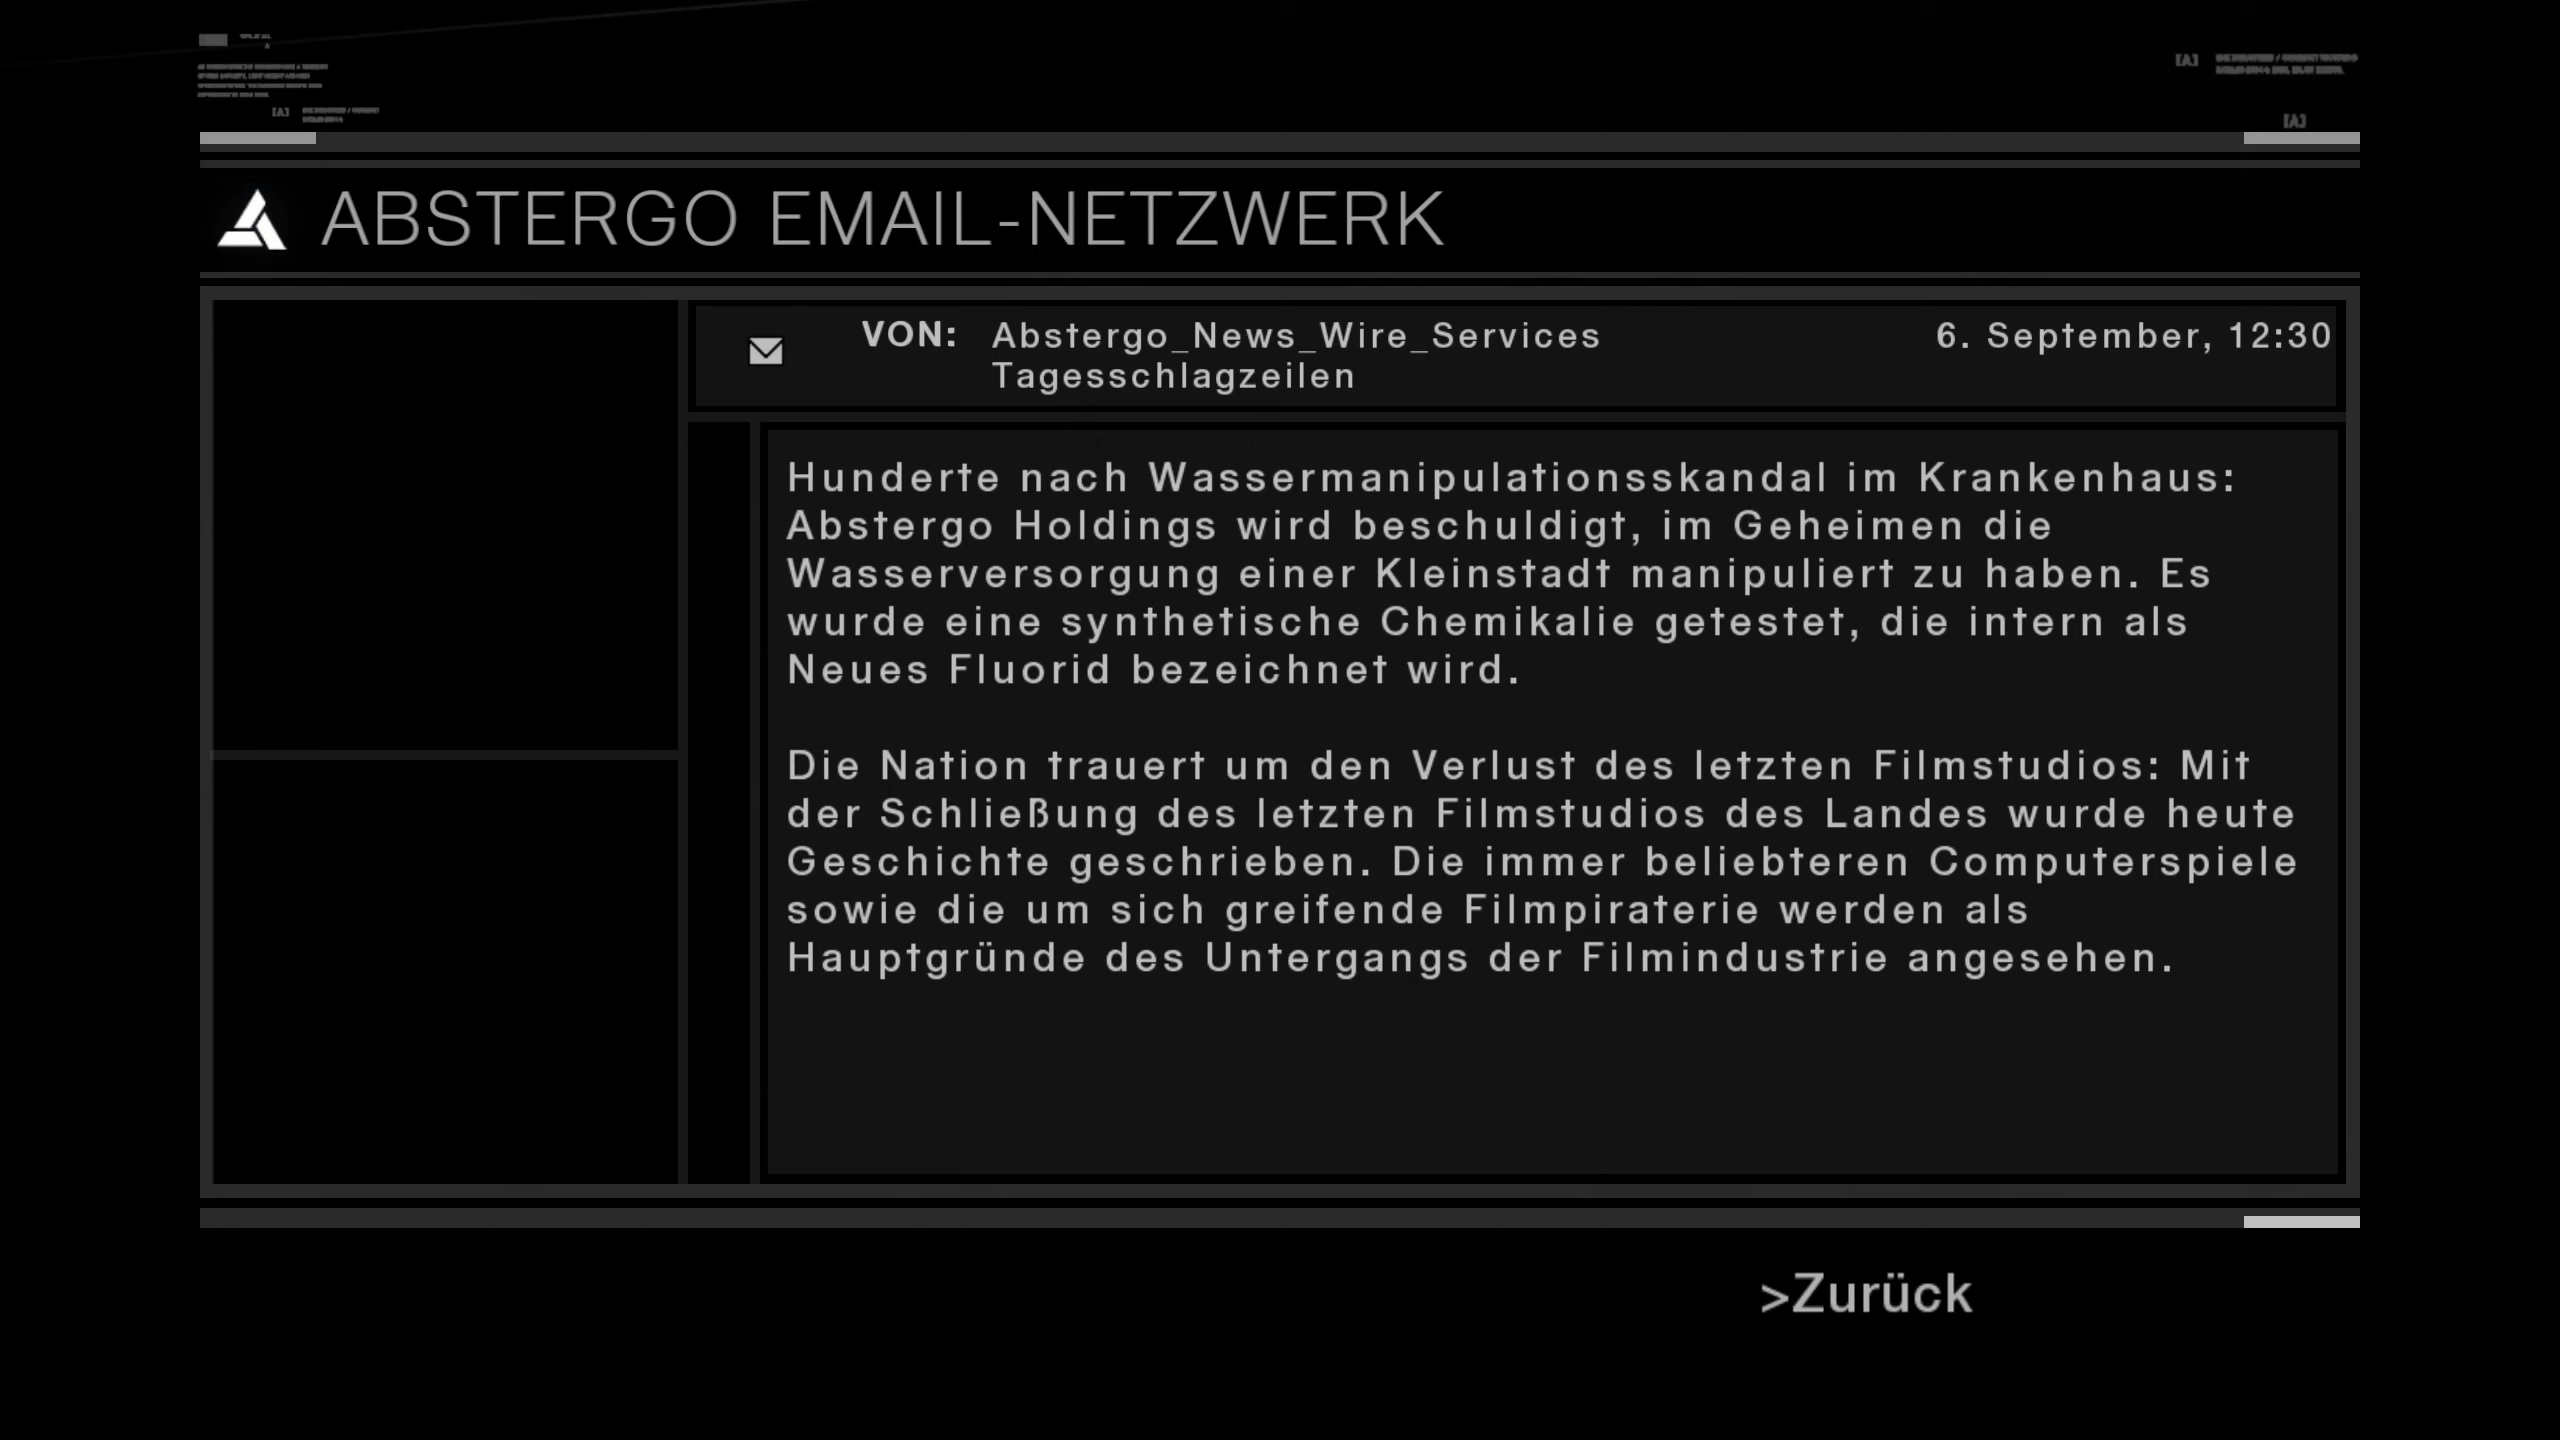 [A]
[A]
[A]
ABSTERGO EMAIL-NETZWERK
VON: Abstergo_News_Wire_Services 6. September, 12:30
Tagesschlagzeilen
Hunderte nach Wassermanipulationsskandal im Krankenhaus:
Abstergo Holdings wird beschuldigt, im Geheimen die
Wasserversorgung einer Kleinstadt manipuliert zu haben. Es
wurde eine synthetische Chemikalie getestet, die intern als
Neues Fluorid bezeichnet wird.
Die Nation trauert um den Verlust des letzten Filmstudios: Mit
der Schließung des letzten Filmstudios des Landes wurde heute
Geschichte geschrieben. Die immer beliebteren Computerspiele
sowie die um sich greifende Filmpiraterie werden als
Hauptgründe des Untergangs der Filmindustrie angesehen.
>Zurück